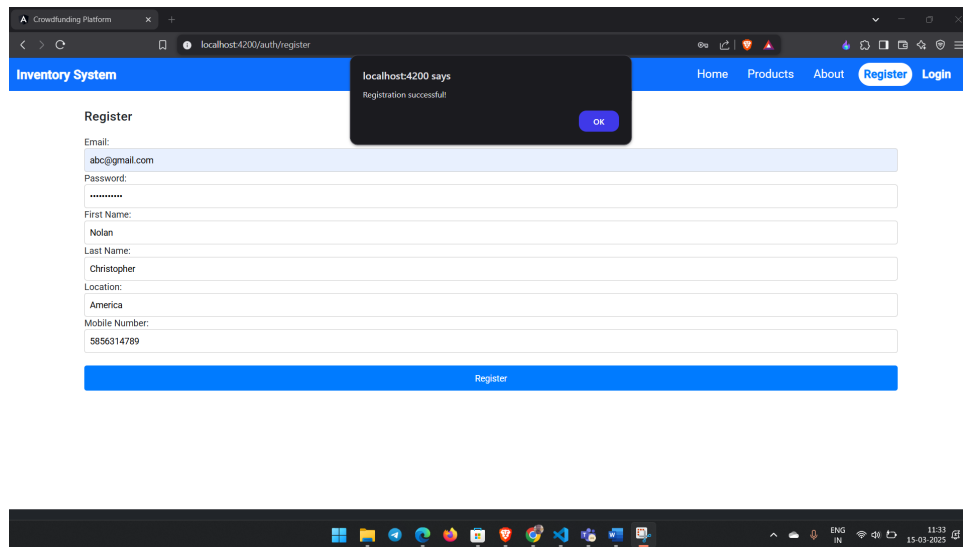 Crowdfunding Platform
localhost:4200/auth/register
Inventory System
Home Products About Register Login
localhost:4200 says
Registration successful!
OK
Register
Email:
abc@gmail.com
Password:
•••••••••••
First Name:
Nolan
Last Name:
Christopher
Location:
America
Mobile Number:
5856314789
Register
ENG
IN
11:33
15-03-2025